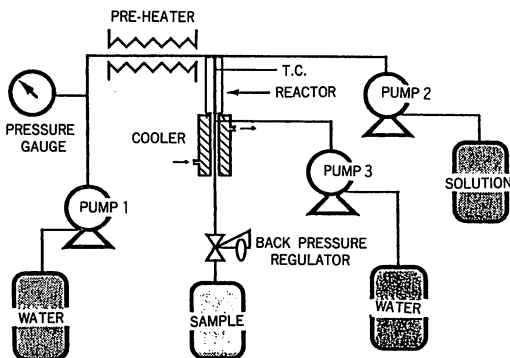 PRE-HEATER
T.C.
REACTOR
PUMP 2
PRESSURE
GAUGE
COOLER
PUMP 3
SOLUTION
PUMP 1
BACK PRESSURE
REGULATOR
WATER
SAMPLE
WATER